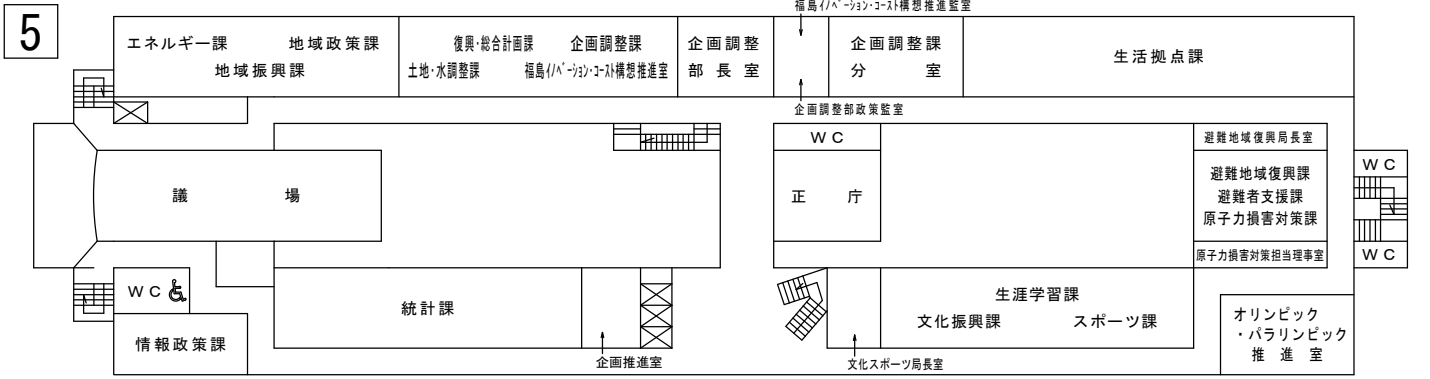 福島イノベーション・コースト構想推進監室
5
エネルギー課 地域政策課
地域振興課
復興・総合計画課 企画調整課
土地・水調整課 福島イノベーション・コースト構想推進室
企画調整
部長室
企画調整課
分室
生活拠点課
企画調整部政策監室
WC
避難地域復興局長室
WC
議場
正庁
避難地域復興課
避難者支援課
原子力損害対策課
原子力損害対策担当理事室
WC
WC
統計課
生涯学習課
文化振興課 スポーツ課
オリンピック
・パラリンピック
推進室
情報政策課
企画推進室
文化スポーツ局長室